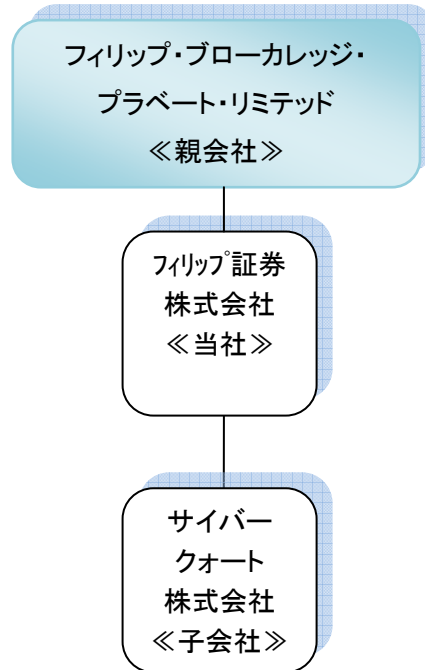 フィリップ・ブローカレッジ・
プラベート・リミテッド
≪親会社≫
フィリップ証券
株式会社
≪当社≫
サイバー
クォート
株式会社
≪子会社≫